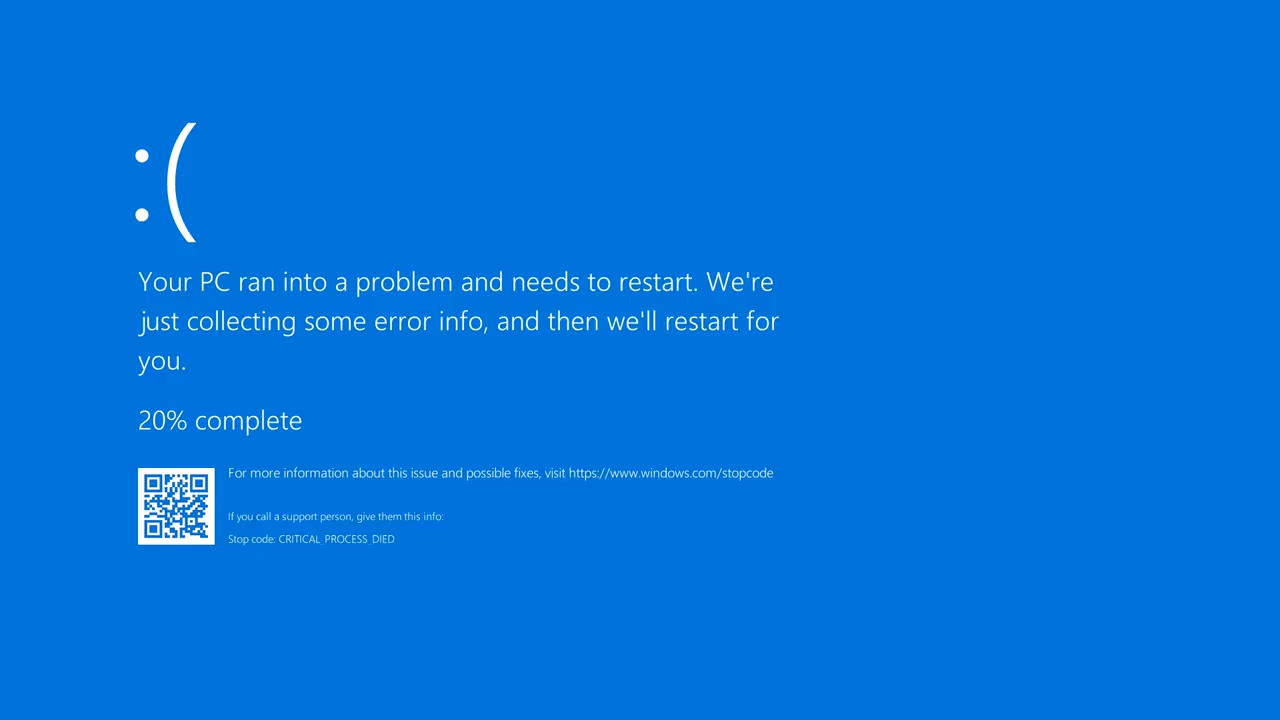 :(
Your PC ran into a problem and needs to restart. We're
just collecting some error info, and then we'll restart for
you.
20% complete
For more information about this issue and possible fixes, visit https://www.windows.com/stopcode
If you call a support person, give them this info:
Stop code: CRITICAL_PROCESS_DIED